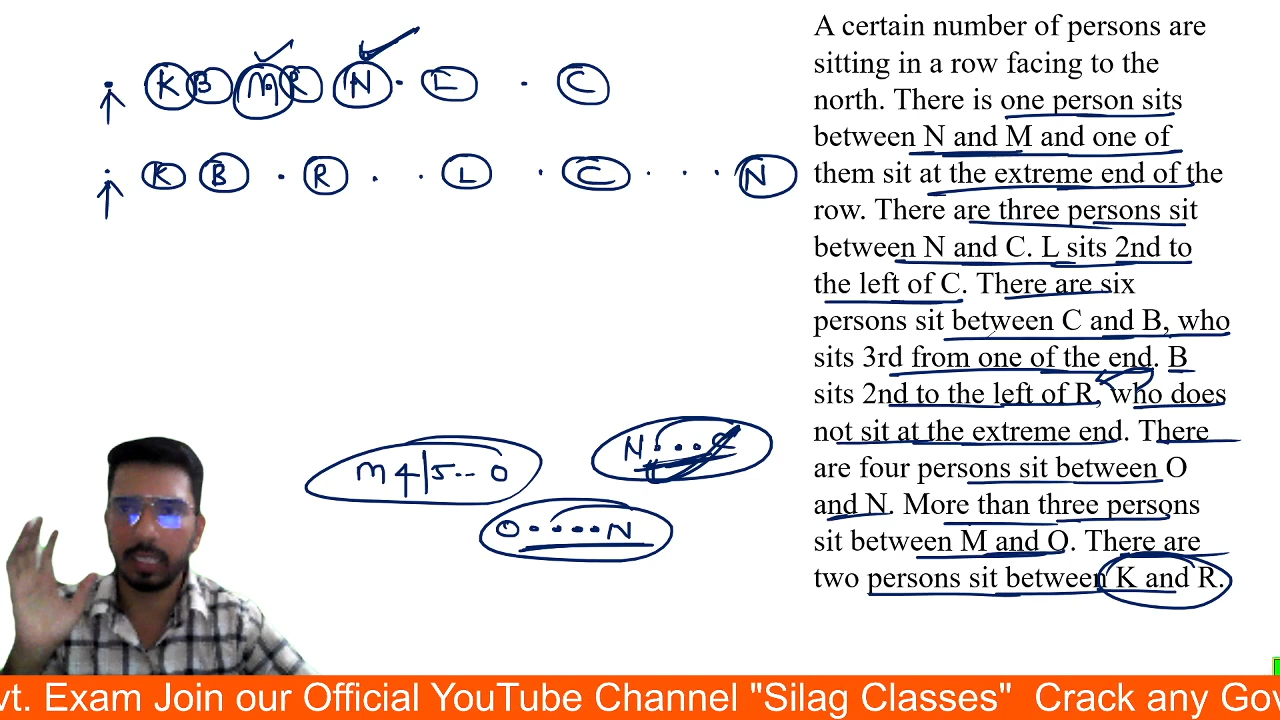 A certain number of persons are
sitting in a row facing to the
north. There is one person sits
between N and M and one of
them sit at the extreme end of the
row. There are three persons sit
between N and C. L sits 2nd to
the left of C. There are six
persons sit between C and B, who
sits 3rd from one of the end. B
sits 2nd to the left of R, who does
not sit at the extreme end. There
are four persons sit between O
and N. More than three persons
sit between M and O. There are
two persons sit between K and R.
K B M R N . L . C
K B . R . . L . C . . . N
M 4/5... O
N...
O....N
vt. Exam Join our Official YouTube Channel "Silag Classes" Crack any Gov